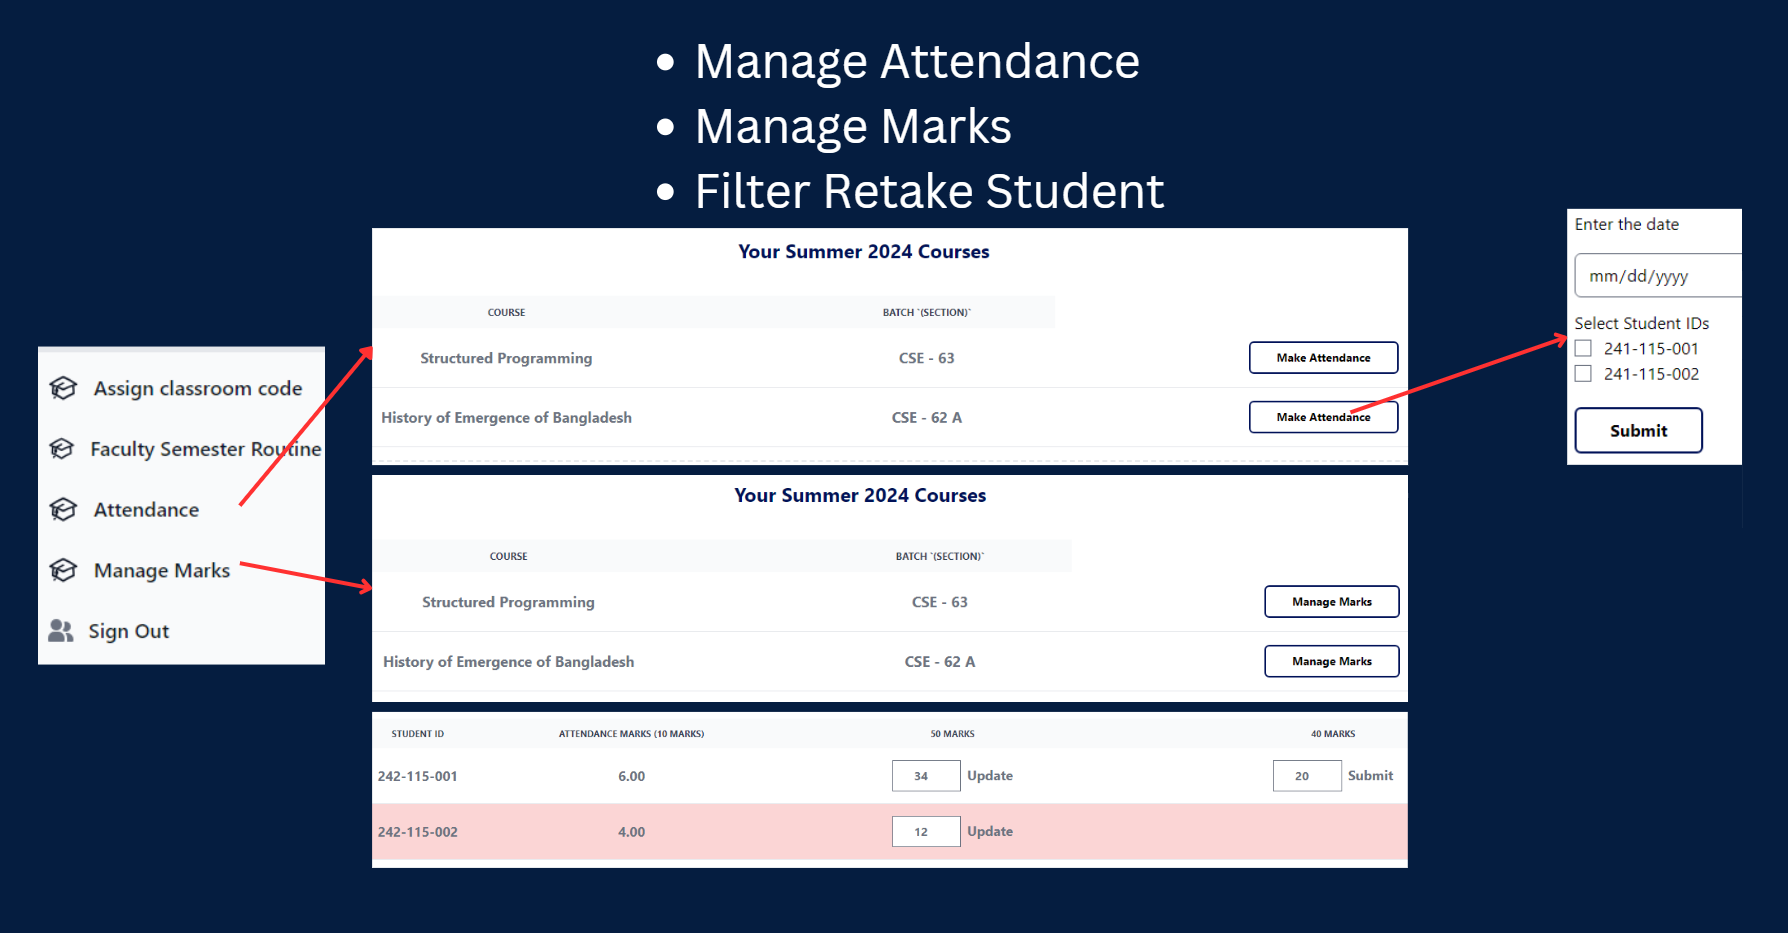 • Manage Attendance
• Manage Marks
• Filter Retake Student
Assign classroom code
Faculty Semester Routine
Attendance
Manage Marks
Sign Out
Your Summer 2024 Courses
COURSE BATCH `(SECTION)`
Structured Programming CSE - 63 Make Attendance
History of Emergence of Bangladesh CSE - 62 A Make Attendance
Enter the date
mm/dd/yyyy
Select Student IDs
241-115-001
241-115-002
Submit
Your Summer 2024 Courses
COURSE BATCH `(SECTION)`
Structured Programming CSE - 63 Manage Marks
History of Emergence of Bangladesh CSE - 62 A Manage Marks
STUDENT ID ATTENDANCE MARKS (10 MARKS) 50 MARKS 40 MARKS
242-115-001 6.00 34 Update 20 Submit
242-115-002 4.00 12 Update